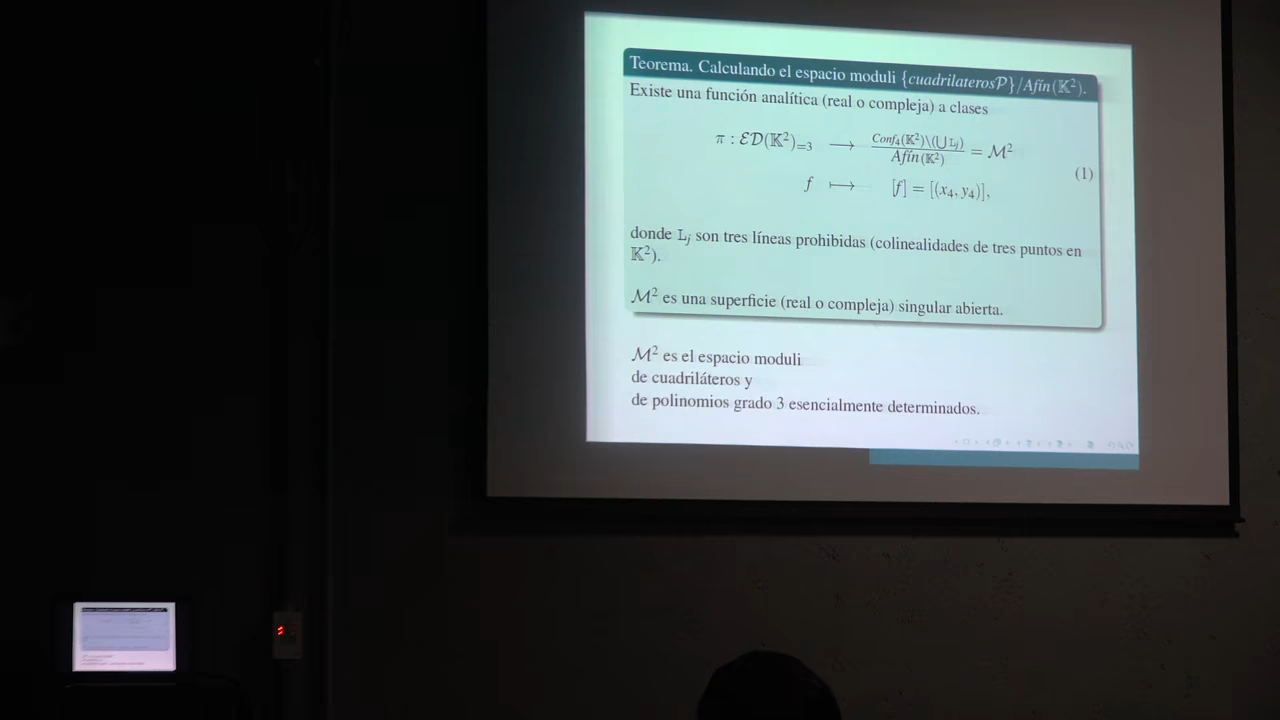 Teorema. Calculando el espacio moduli {cuadrilateros𝒫}/Afín(𝕂²).
Existe una función analítica (real o compleja) a clases
π : ℰ𝒟(𝕂²)₌₃ ⟶ Conf₄(𝕂²)\(⋃ L_j) / Afín(𝕂²) = ℳ²
(1)
f ⟼ [f] = [(x₄, y₄)],
donde L_j son tres líneas prohibidas (colinealidades de tres puntos en
𝕂²).
ℳ² es una superficie (real o compleja) singular abierta.
ℳ² es el espacio moduli
de cuadriláteros y
de polinomios grado 3 esencialmente determinados.